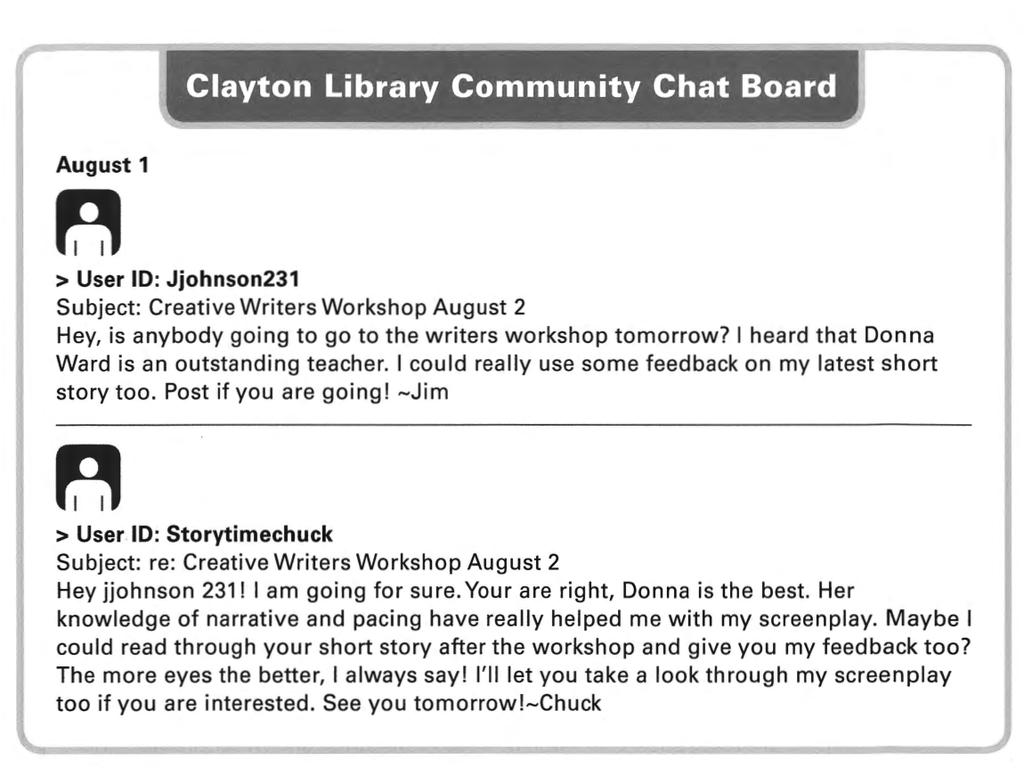 Clayton Library Community Chat Board
August 1
> User ID: Jjohnson231
Subject: Creative Writers Workshop August 2
Hey, is anybody going to go to the writers workshop tomorrow? I heard that Donna
Ward is an outstanding teacher. I could really use some feedback on my latest short
story too. Post if you are going! ~Jim
> User ID: Storytimechuck
Subject: re: Creative Writers Workshop August 2
Hey jjohnson 231! I am going for sure. Your are right, Donna is the best. Her
knowledge of narrative and pacing have really helped me with my screenplay. Maybe I
could read through your short story after the workshop and give you my feedback too?
The more eyes the better, I always say! I'll let you take a look through my screenplay
too if you are interested. See you tomorrow!~Chuck